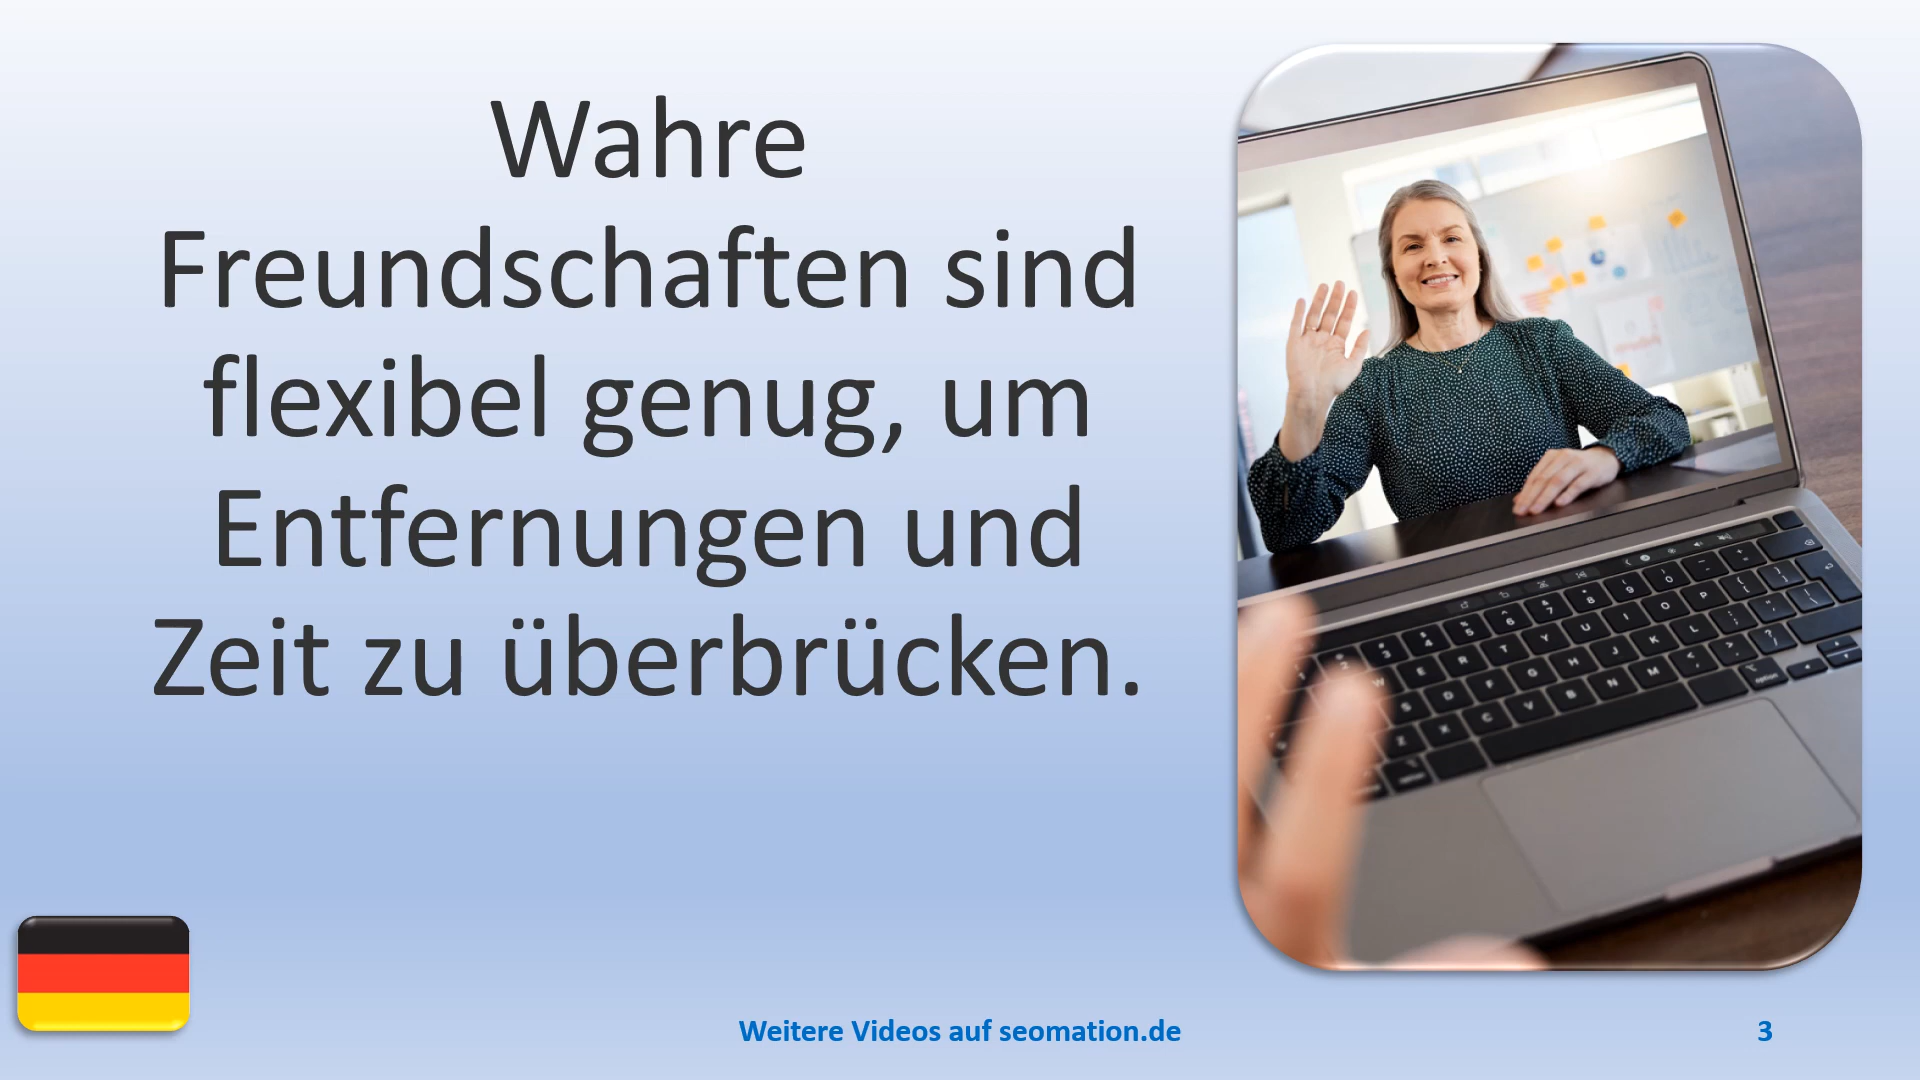 Wahre
Freundschaften sind
flexibel genug, um
Entfernungen und
Zeit zu überbrücken.
Weitere Videos auf seomation.de
3